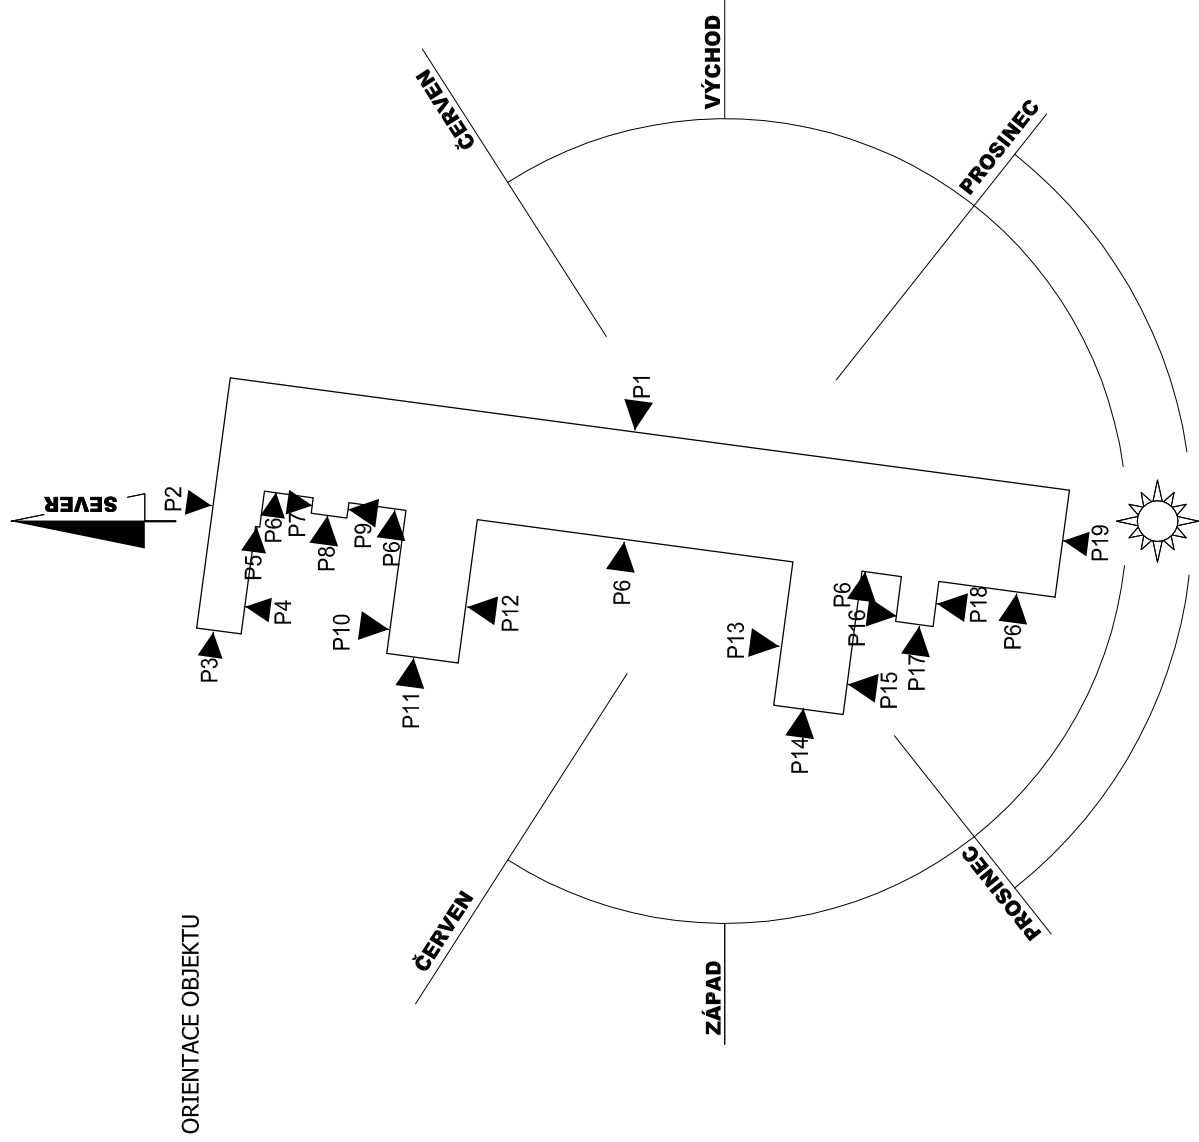 ORIENTACE OBJEKTU
SEVER
ČERVEN
VÝCHOD
PROSINEC
P2
P1
P3
P4
P5
P6
P7
P8
P9
P6
P10
P11
P12
P6
P13
P14
P15
P6
P16
P17
P18
P6
P19
ČERVEN
ZÁPAD
PROSINEC